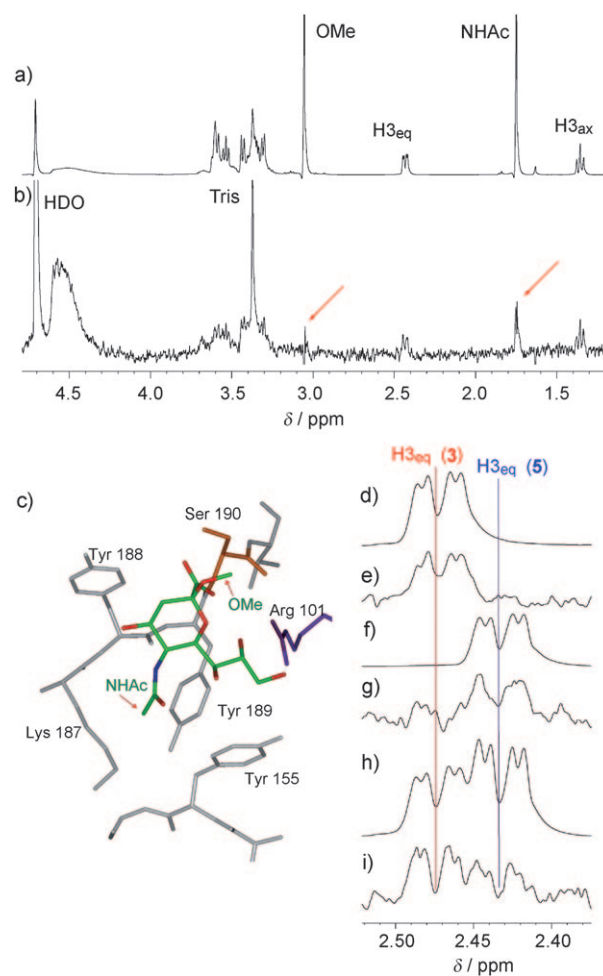 OMe NHAc
a)
H3eq H3ax
b) HDO Tris
4.5 4.0 3.5 3.0 2.5 2.0 1.5
δ / ppm
c)
Ser 190
Tyr 188
OMe
Arg 101
NHAc
Tyr 189
Lys 187
Tyr 155
H3eq (3) H3eq (5)
d)
e)
f)
g)
h)
i)
2.50 2.45 2.40
δ / ppm